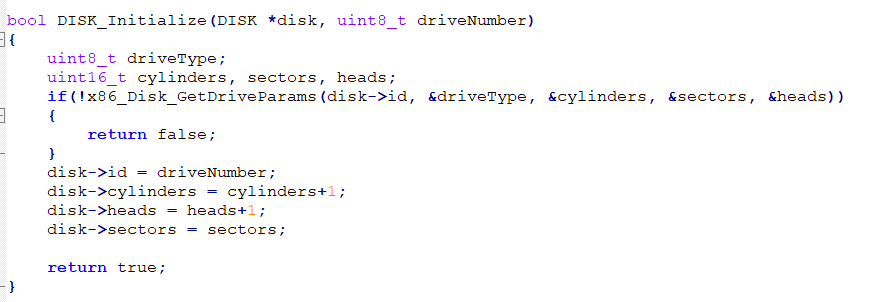 bool DISK_Initialize(DISK *disk, uint8_t driveNumber)
{
    uint8_t driveType;
    uint16_t cylinders, sectors, heads;
    if(!x86_Disk_GetDriveParams(disk->id, &driveType, &cylinders, &sectors, &heads))
    {
        return false;
    }
    disk->id = driveNumber;
    disk->cylinders = cylinders+1;
    disk->heads = heads+1;
    disk->sectors = sectors;

    return true;
}